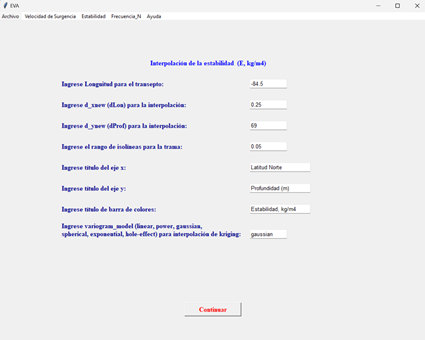 EVA
Archivo Velocidad de Surgencia Estabilidad Frecuencia_N Ayuda
Interpolación de la estabilidad (E, kg/m4)
Ingrese Longuitud para el transepto: -84.5
Ingrese d_xnew (dLon) para la interpolación: 0.25
Ingrese d_ynew (dProf) para la interpolación: 69
Ingrese el rango de isolineas para la trama: 0.05
Ingrese título del eje x: Latitud Norte
Ingrese título del eje y: Profundidad (m)
Ingrese título de barra de colores: Estabilidad, kg/m4
Ingrese variogram_model (linear, power, gaussian,
spherical, exponential, hole-effect) para interpolación de kriging: gaussian
Continuar